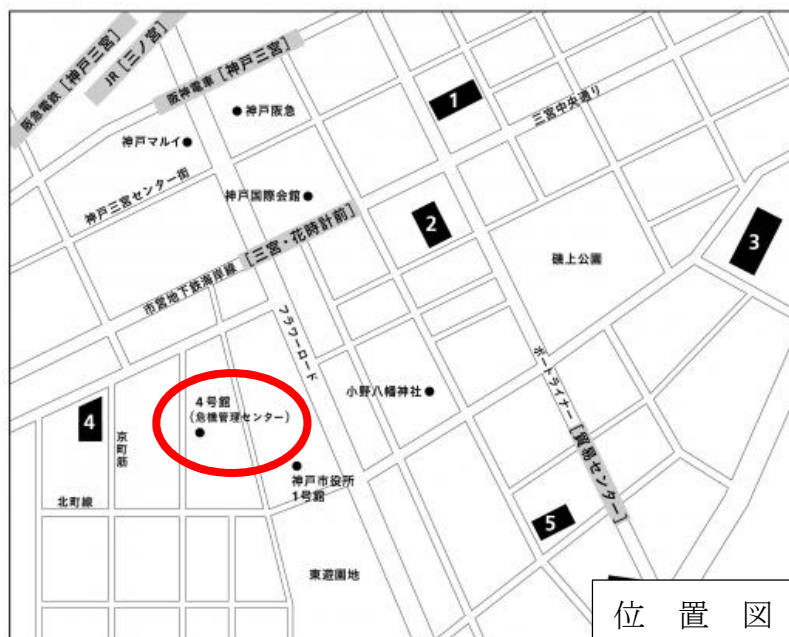 阪急電鉄［神戸三宮］
JR［三ノ宮］
阪神電車［神戸三宮］
●神戸阪急
1
三宮中央通り
神戸マルイ●
神戸三宮センター街
神戸国際会館●
2
3
市営地下鉄海岸線［三宮・花時計前］
磯上公園
フラワーロード
ポートライナー［貿易センター］
小野八幡神社●
4号館
（危機管理センター）
●
4
京町筋
●
神戸市役所
1号館
北町線
5
東遊園地
位置図